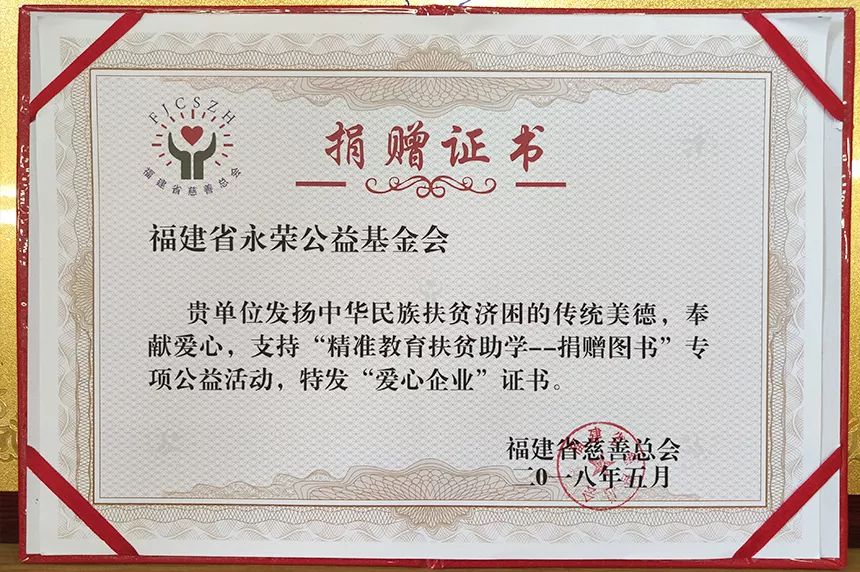 FJCSZH
福建省慈善总会
捐赠证书
福建省永荣公益基金会
贵单位发扬中华民族扶贫济困的传统美德，奉
献爱心，支持“精准教育扶贫助学--捐赠图书”专
项公益活动，特发“爱心企业”证书。
福建省慈善总会
二0一八年五月